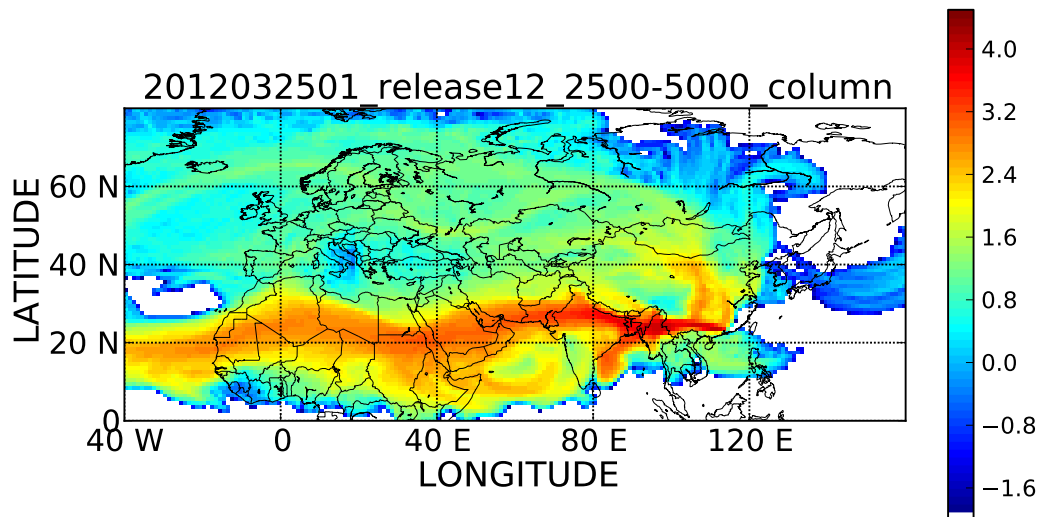 2012032501_release12_2500-5000_column
4.0
3.2
2.4
1.6
0.8
0.0
−0.8
−1.6
LATITUDE
60 N
40 N
20 N
0
40 W
0
40 E
80 E
120 E
LONGITUDE